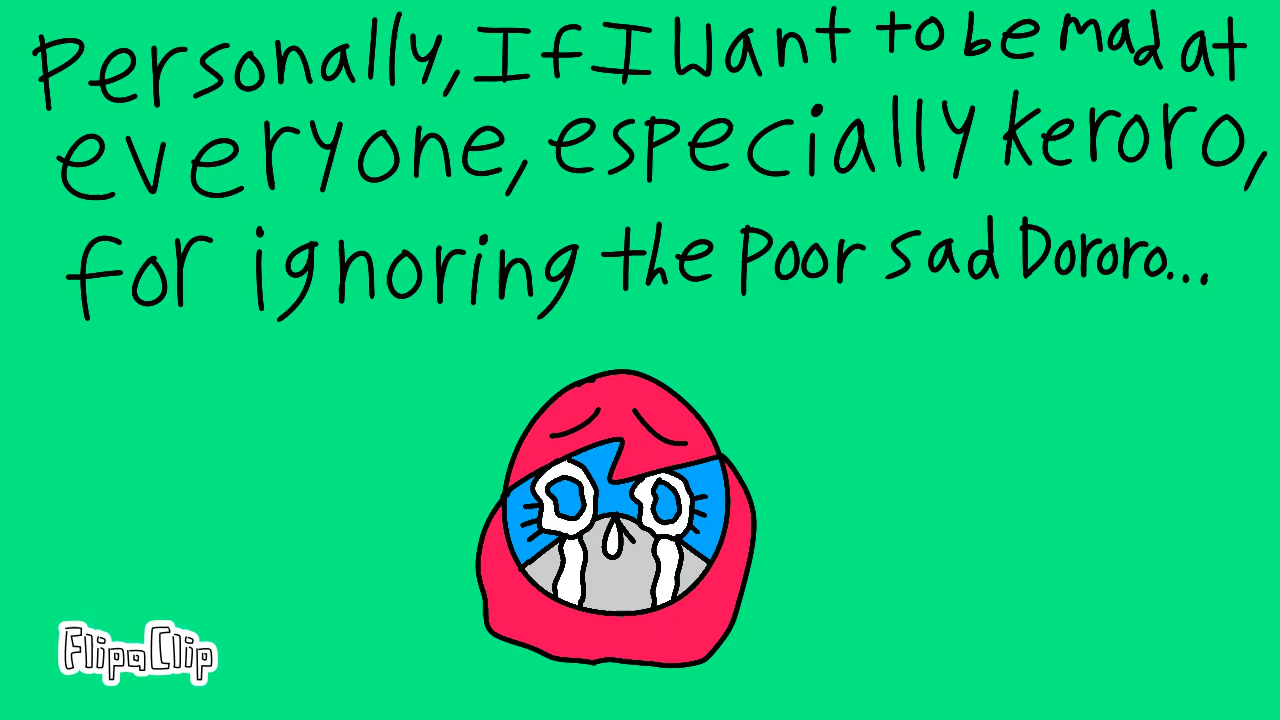 Personally, If I Want to be mad at
everyone, especially keroro,
for ignoring the poor sad Dororo...
FlipaClip